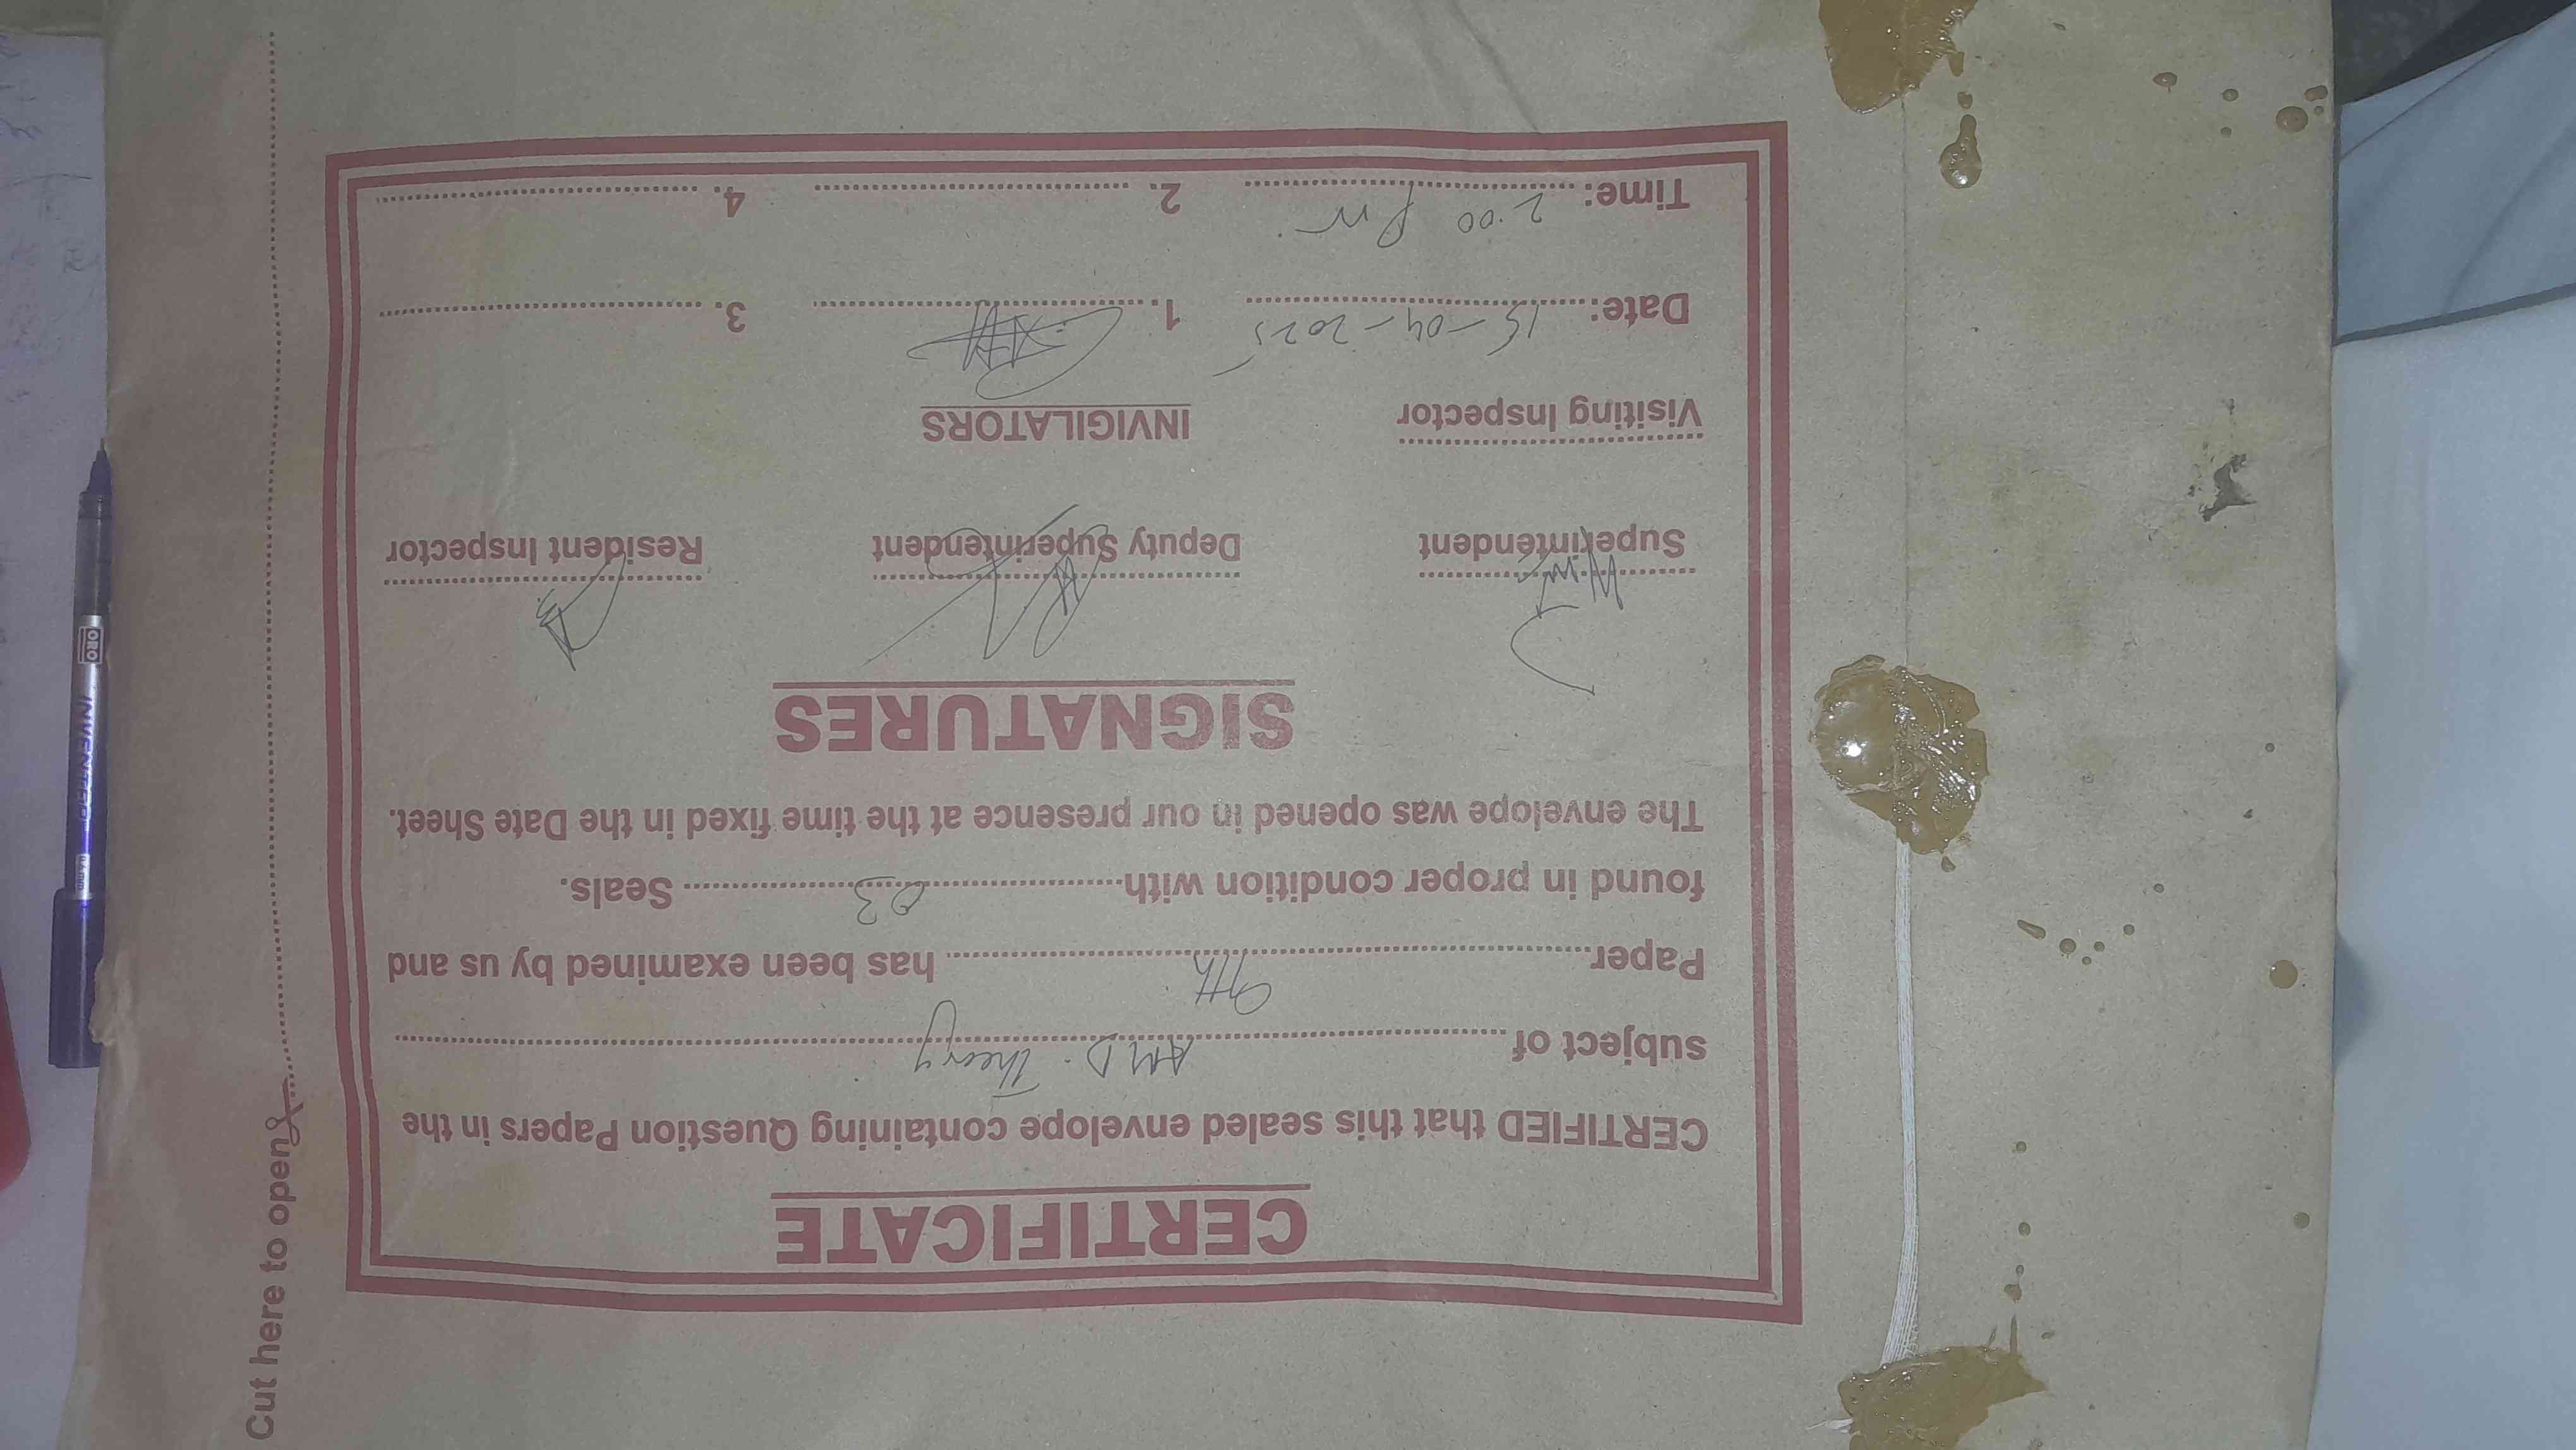 CERTIFICATE
CERTIFIED that this sealed envelope containing Question Papers in the
subject of AMD. Theory
Paper 9th has been examined by us and
found in proper condition with 03 Seals.
The envelope was opened in our presence at the time fixed in the Date Sheet.
SIGNATURES
Superintendent Deputy Superintendent Resident Inspector
Visiting Inspector INVIGILATORS
Date: 15-04-2025 1. 3.
Time: 2:00 Pm 2. 4.
Cut here to open
ORO